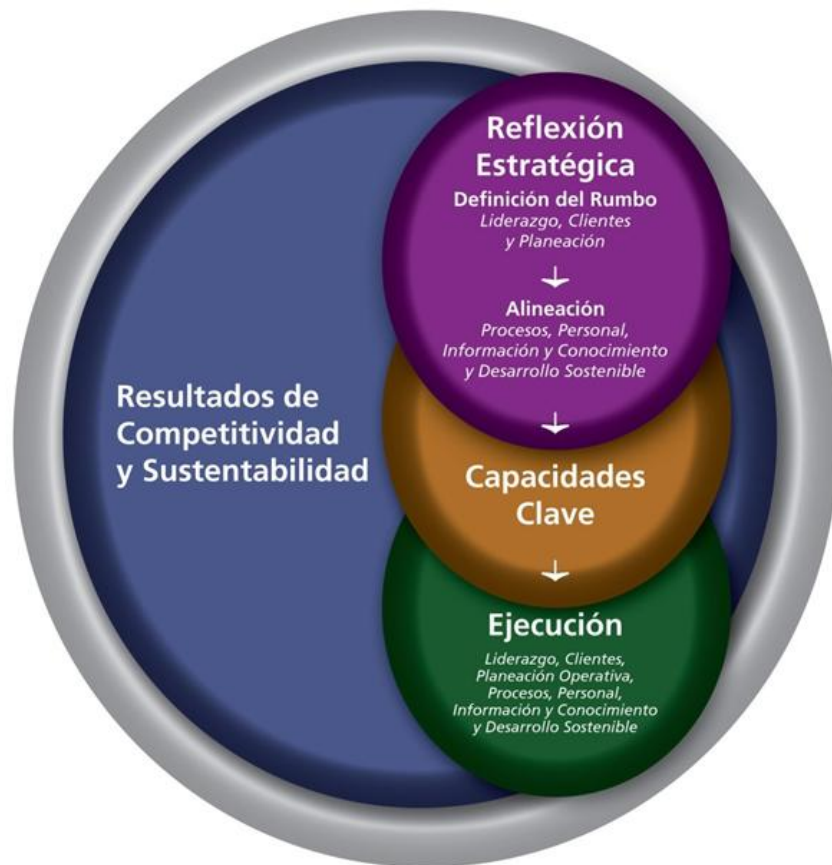 Reflexión
Estratégica
Definición del Rumbo
Liderazgo, Clientes
y Planeación
Alineación
Procesos, Personal,
Información y Conocimiento
y Desarrollo Sostenible
Resultados de
Competitividad
y Sustentabilidad
Capacidades
Clave
Ejecución
Liderazgo, Clientes,
Planeación Operativa,
Procesos, Personal,
Información y Conocimiento
y Desarrollo Sostenible